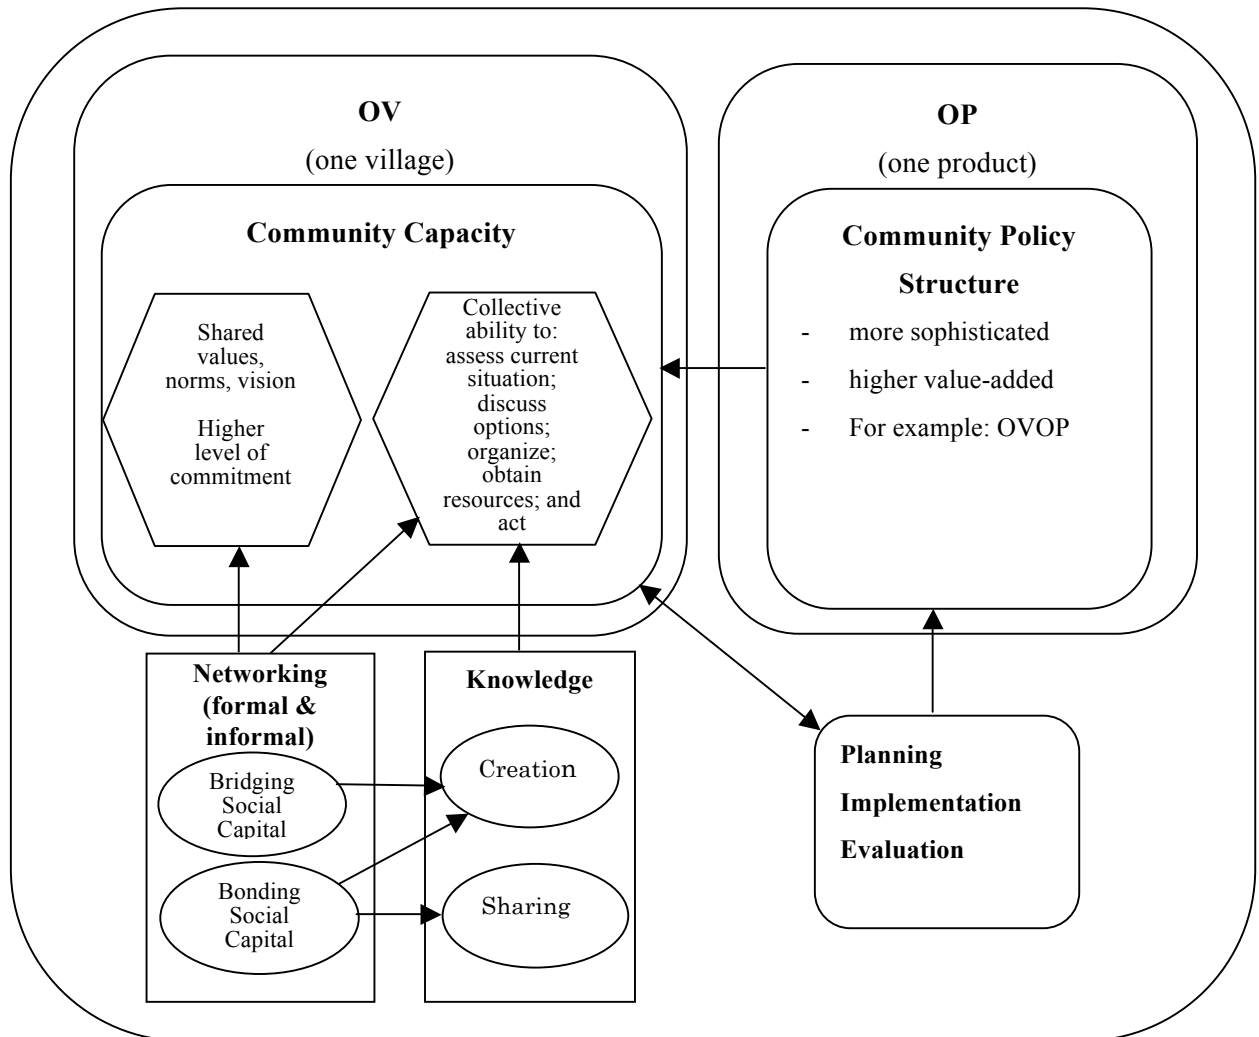 OV
(one village)
Community Capacity
Shared
values,
norms, vision
Higher
level of
commitment
Collective
ability to:
assess current
situation;
discuss
options;
organize;
obtain
resources; and
act
OP
(one product)
Community Policy
Structure
- more sophisticated
- higher value-added
- For example: OVOP
Networking
(formal &
informal)
Bridging
Social
Capital
Bonding
Social
Capital
Knowledge
Creation
Sharing
Planning
Implementation
Evaluation